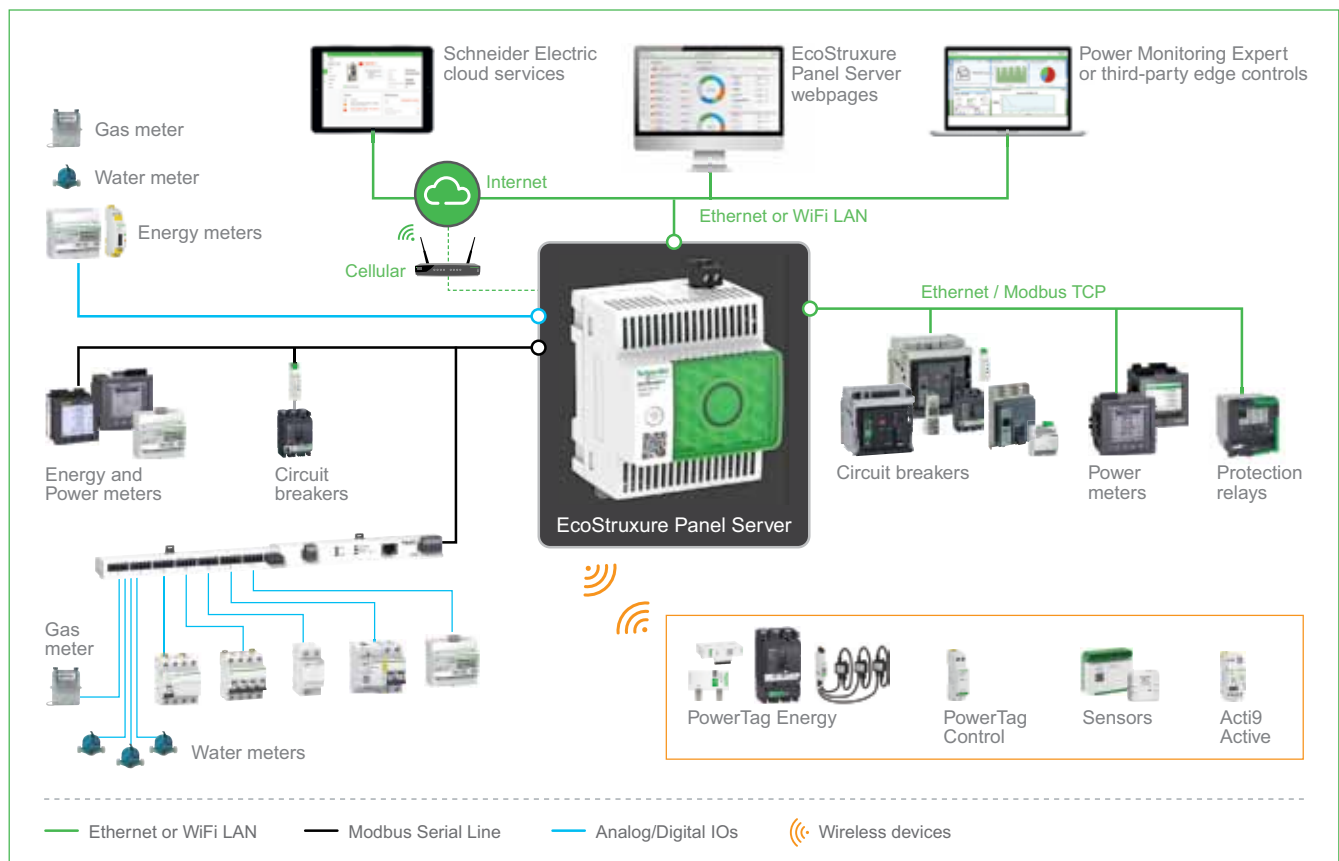 Schneider Electric
cloud services
EcoStruxure
Panel Server
webpages
Power Monitoring Expert
or third-party edge controls
Gas meter
Water meter
Energy meters
Internet
Ethernet or WiFi LAN
Cellular
Ethernet / Modbus TCP
Energy and
Power meters
Circuit
breakers
EcoStruxure Panel Server
Circuit breakers
Power
meters
Protection
relays
Gas
meter
Water meters
PowerTag Energy
PowerTag
Control
Sensors
Acti9
Active
Ethernet or WiFi LAN
Modbus Serial Line
Analog/Digital IOs
Wireless devices